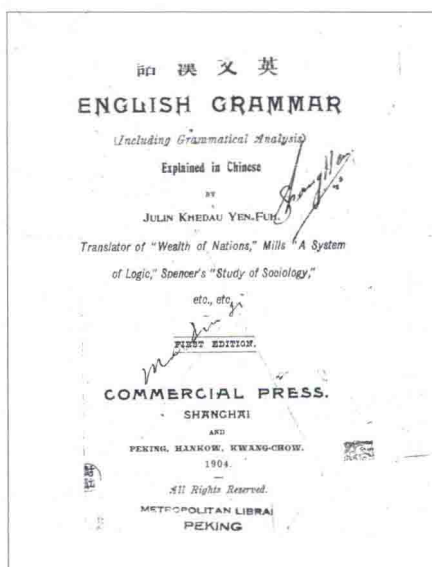 英文漢詁
ENGLISH GRAMMAR
(Including Grammatical Analysis)
Explained in Chinese
BY
JULIN KHEDAU YEN-FUH.
Translator of "Wealth of Nations," Mills "A System
of Logic," Spencer's "Study of Sociology,"
etc., etc.
FIRST EDITION.
COMMERCIAL PRESS.
SHANGHAI
AND
PEKING, HANKOW, KWANG-CHOW.
1904.
All Rights Reserved.
METROPOLITAN LIBRAI
PEKING